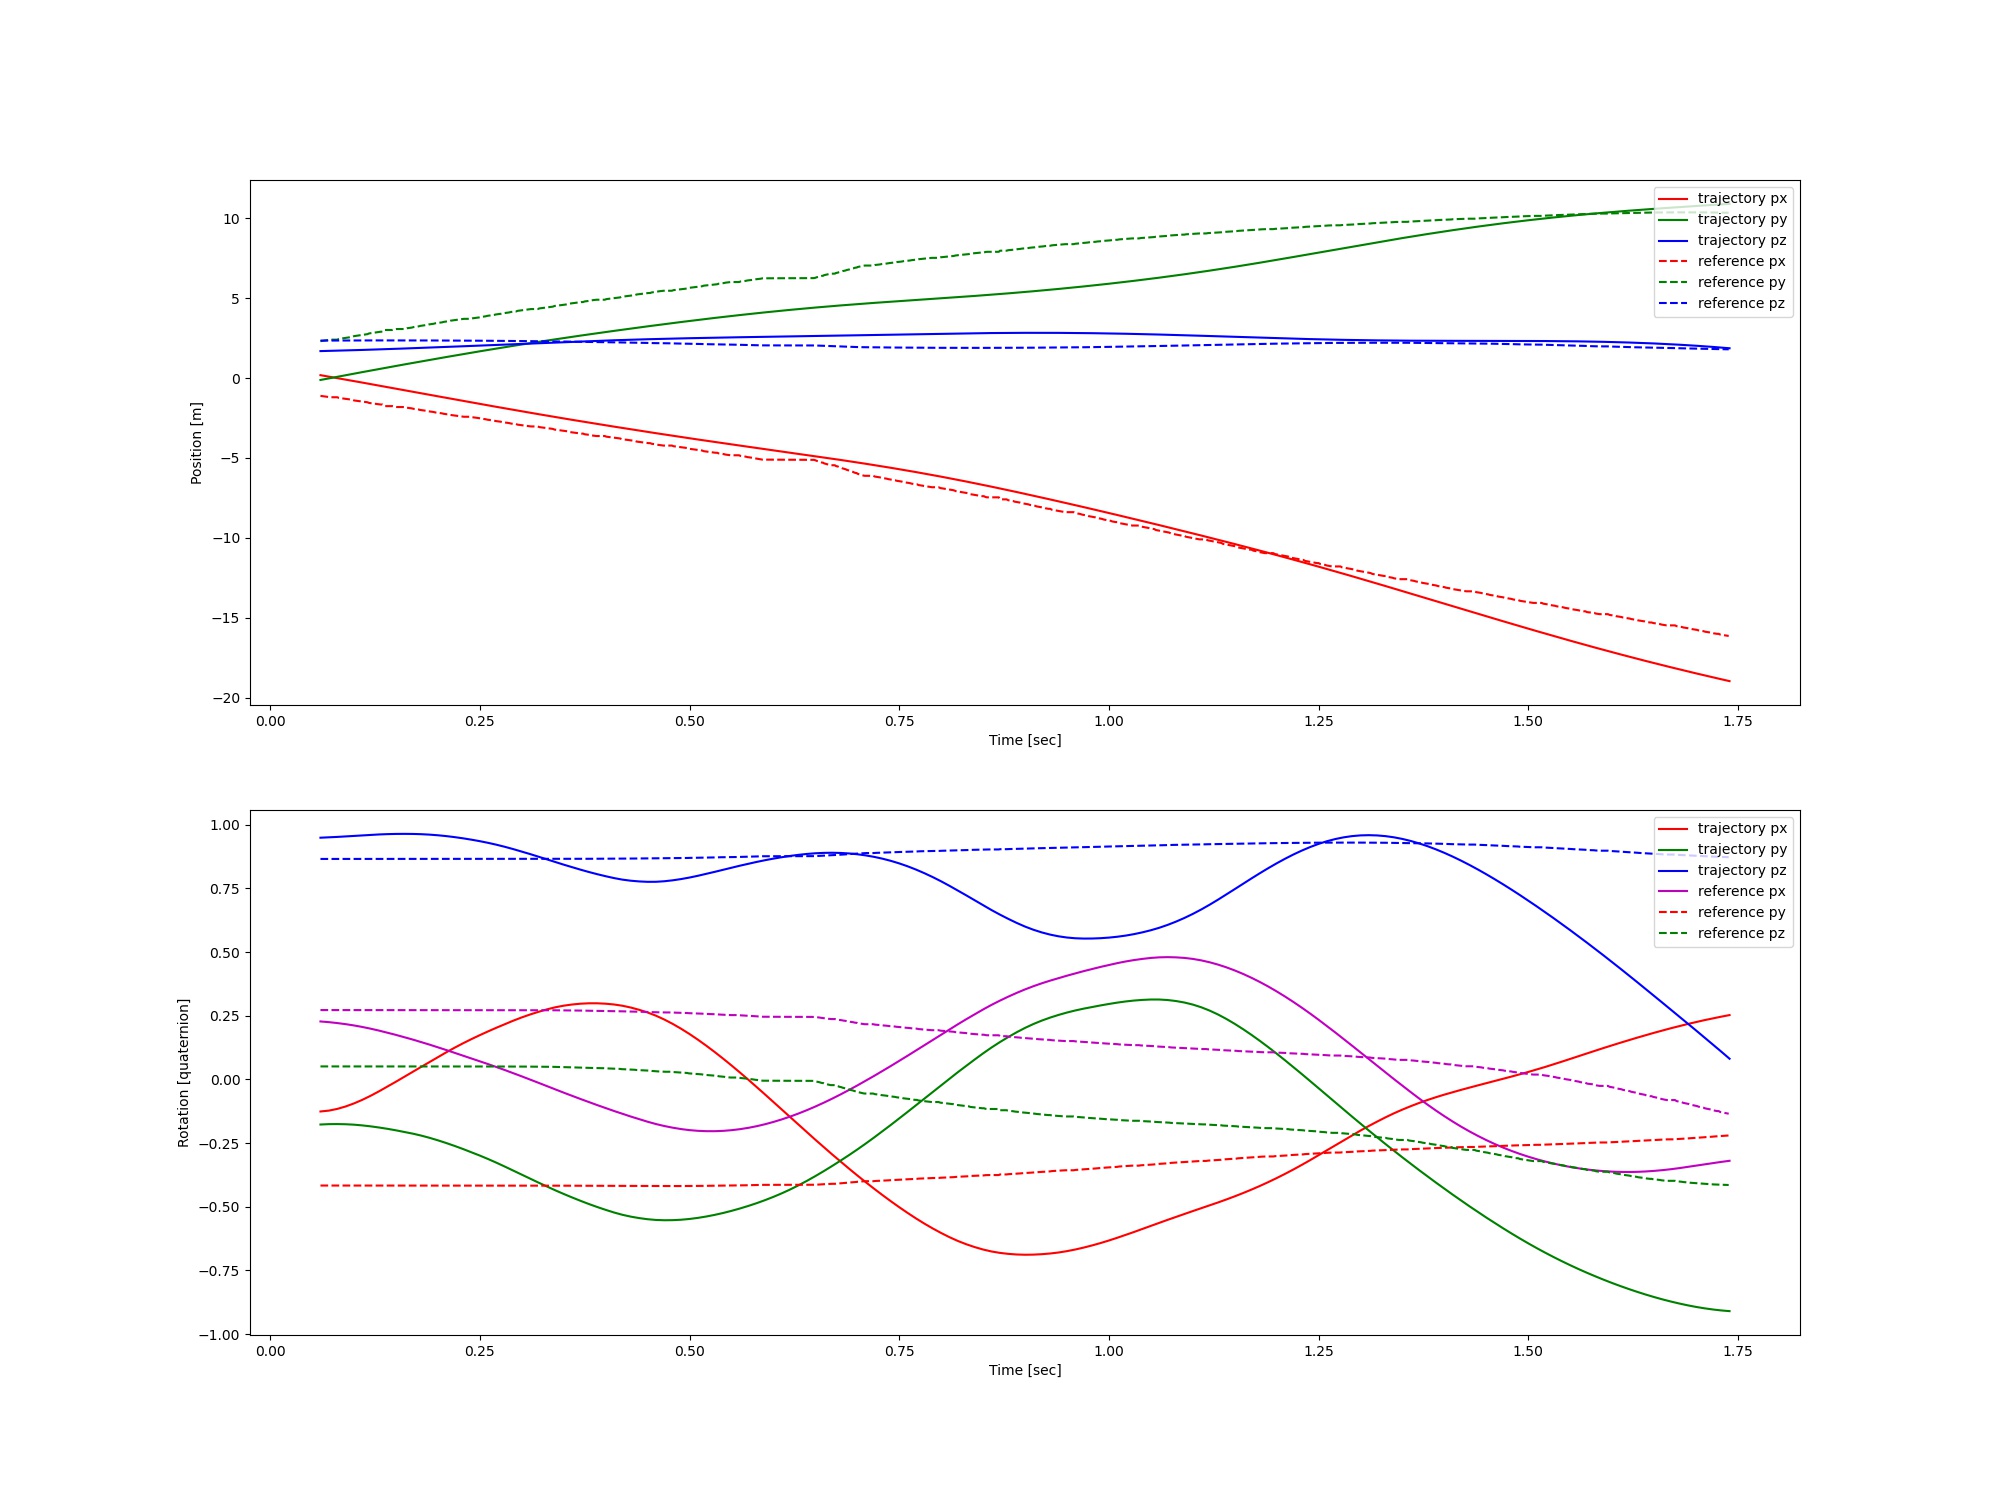 10
5
0
−5
−10
−15
−20
Position [m]
trajectory px
trajectory py
trajectory pz
reference px
reference py
reference pz
0.00 0.25 0.50 0.75 1.00 1.25 1.50 1.75
Time [sec]
1.00
0.75
0.50
0.25
0.00
−0.25
−0.50
−0.75
−1.00
Rotation [quaternion]
trajectory px
trajectory py
trajectory pz
reference px
reference py
reference pz
0.00 0.25 0.50 0.75 1.00 1.25 1.50 1.75
Time [sec]